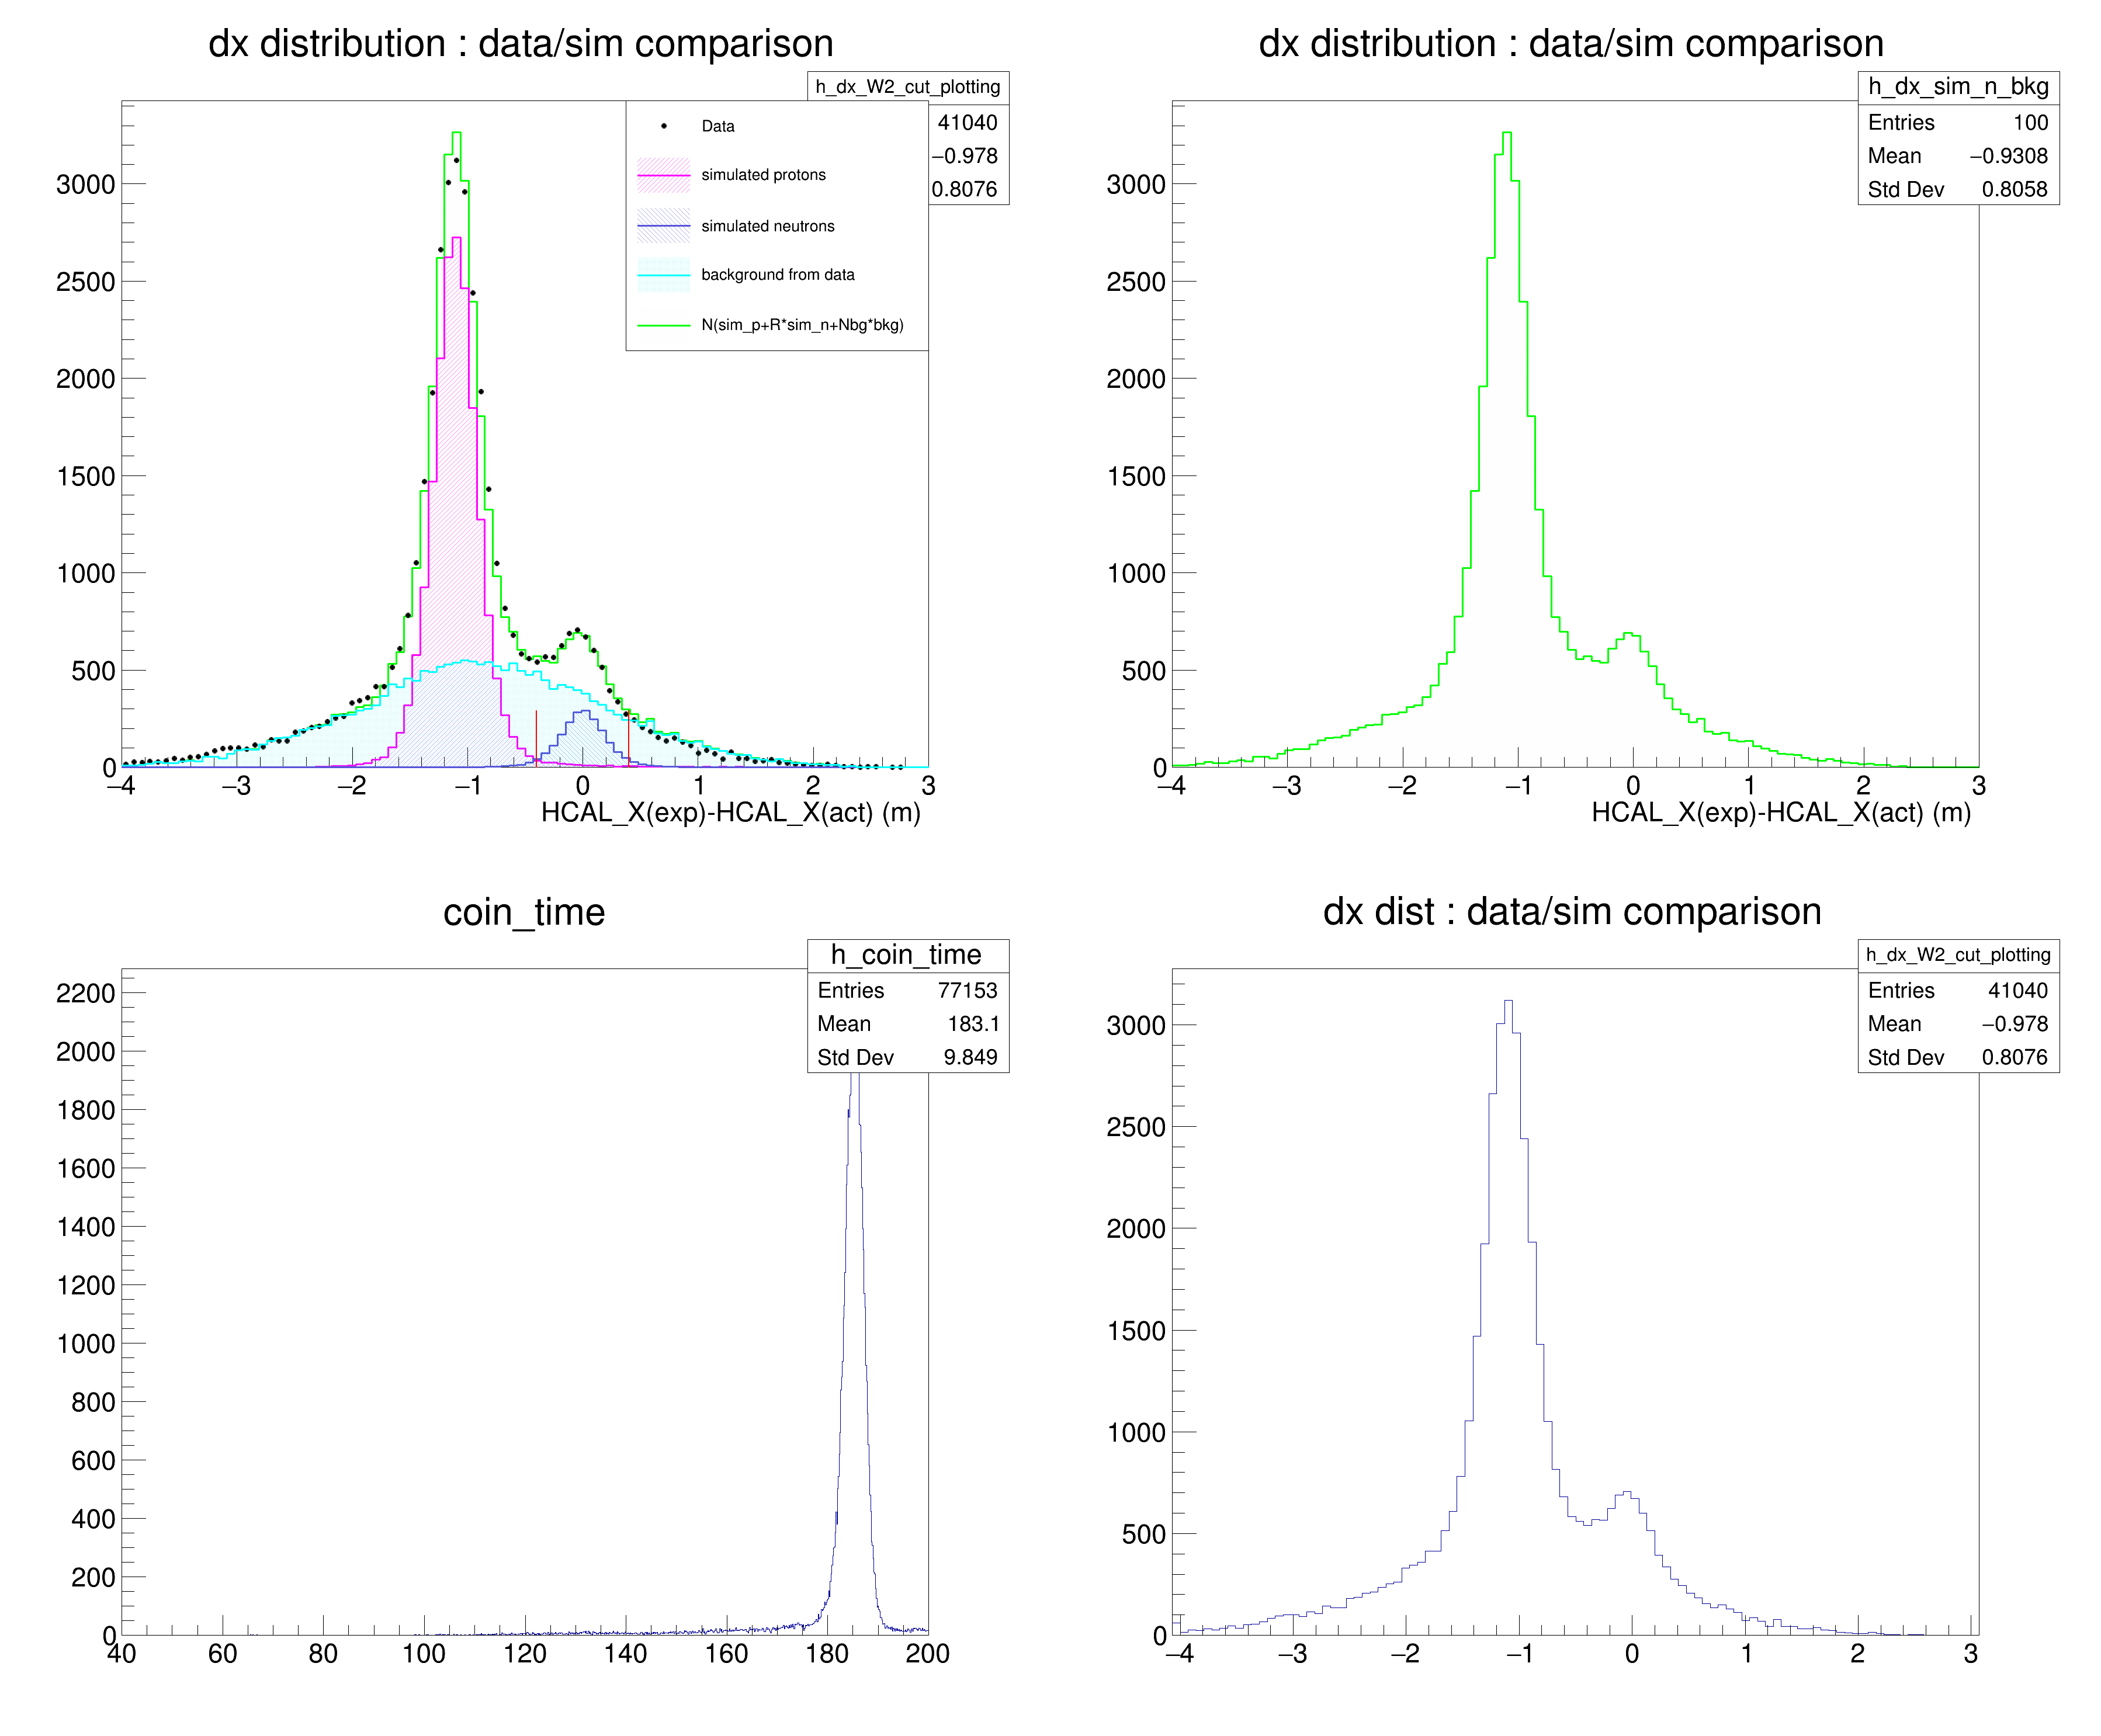 dx distribution : data/sim comparison
h_dx_W2_cut_plotting
41040
−0.978
0.8076
Data
simulated protons
simulated neutrons
background from data
N(sim_p+R*sim_n+Nbg*bkg)
3000
2500
2000
1500
1000
500
0
−4 −3 −2 −1 0 1 2 3
HCAL_X(exp)-HCAL_X(act) (m)
dx distribution : data/sim comparison
h_dx_sim_n_bkg
Entries 100
Mean −0.9308
Std Dev 0.8058
3000
2500
2000
1500
1000
500
0
−4 −3 −2 −1 0 1 2 3
HCAL_X(exp)-HCAL_X(act) (m)
coin_time
h_coin_time
Entries 77153
Mean 183.1
Std Dev 9.849
2200
2000
1800
1600
1400
1200
1000
800
600
400
200
0
40 60 80 100 120 140 160 180 200
dx dist : data/sim comparison
h_dx_W2_cut_plotting
Entries 41040
Mean −0.978
Std Dev 0.8076
3000
2500
2000
1500
1000
500
0
−4 −3 −2 −1 0 1 2 3